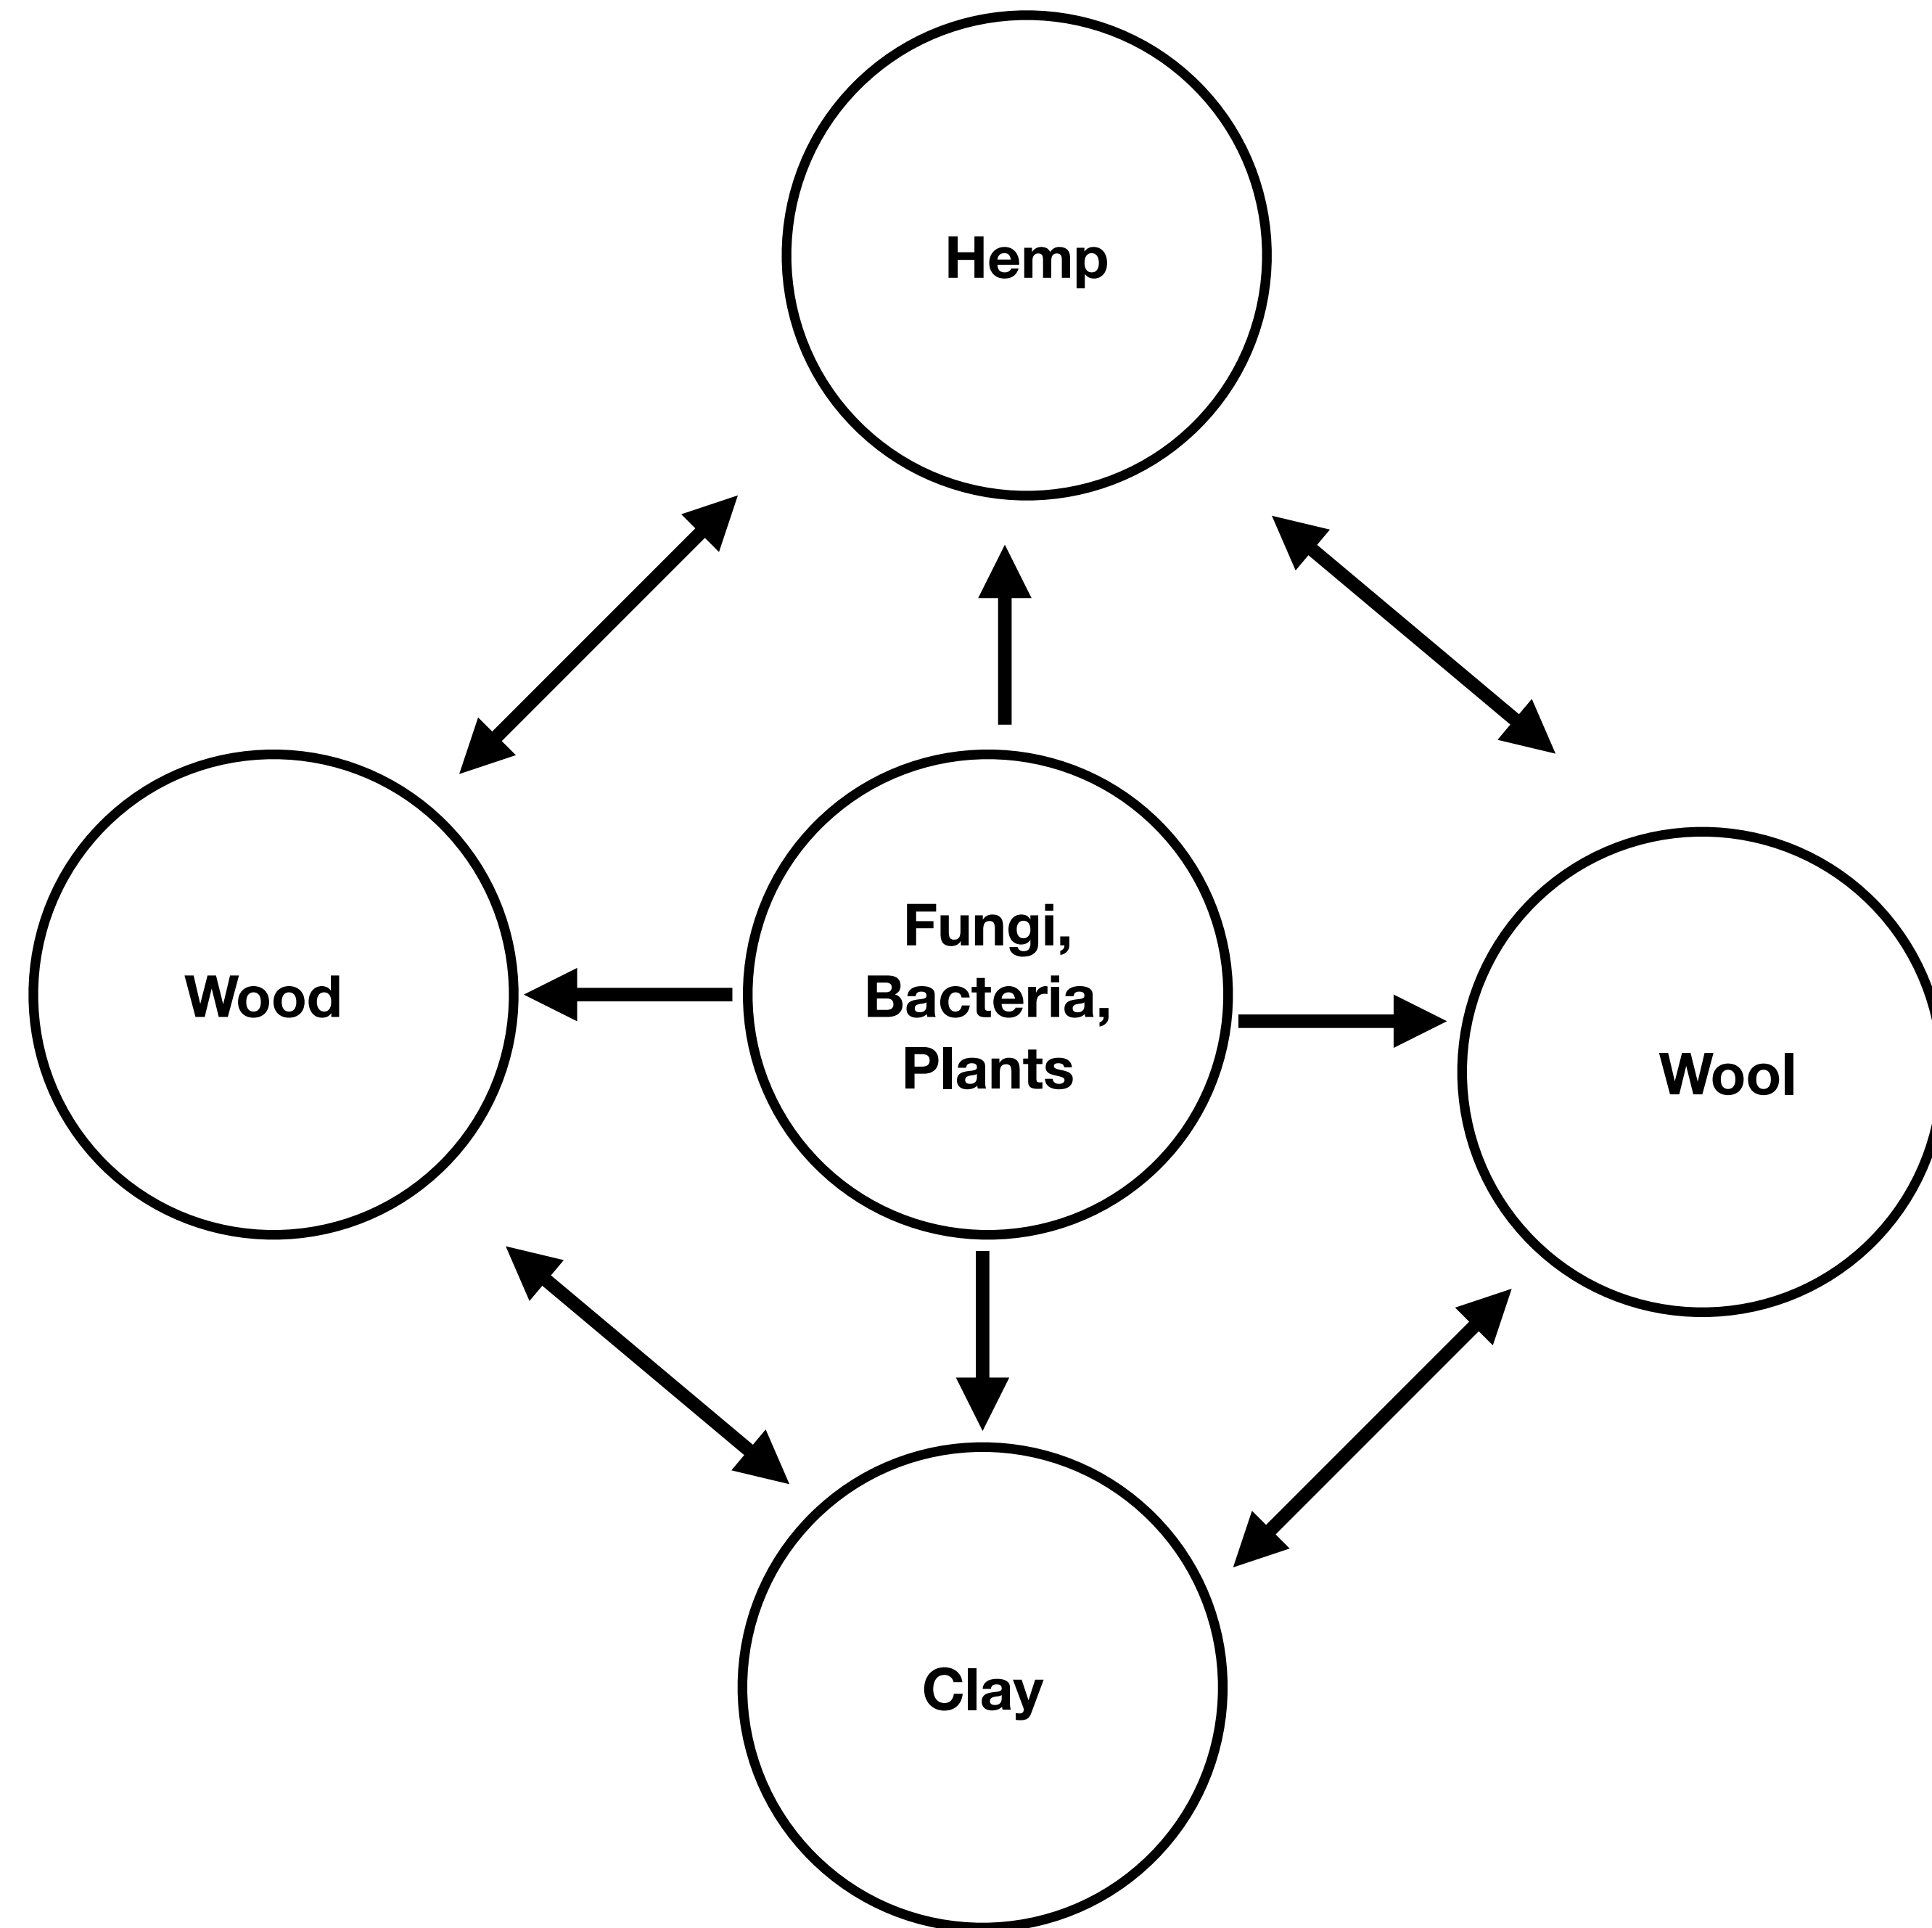 Hemp
Wood
Fungi,
Bacteria,
Plants
Wool
Clay